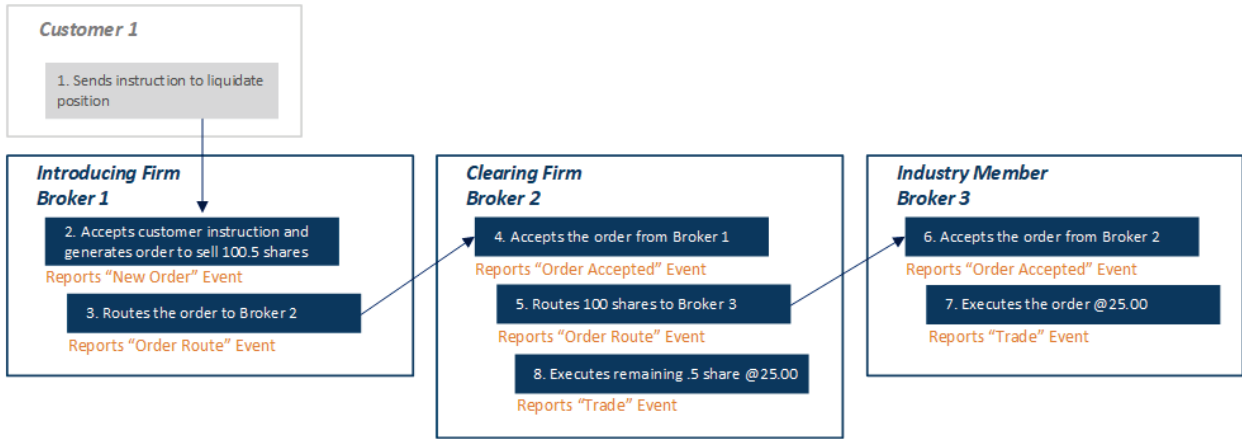 Customer 1
1. Sends instruction to liquidate
position
Introducing Firm
Broker 1
2. Accepts customer instruction and
generates order to sell 100.5 shares
Reports “New Order” Event
3. Routes the order to Broker 2
Reports “Order Route” Event
Clearing Firm
Broker 2
4. Accepts the order from Broker 1
Reports “Order Accepted” Event
5. Routes 100 shares to Broker 3
Reports “Order Route” Event
8. Executes remaining .5 share @25.00
Reports “Trade” Event
Industry Member
Broker 3
6. Accepts the order from Broker 2
Reports “Order Accepted” Event
7. Executes the order @25.00
Reports “Trade” Event